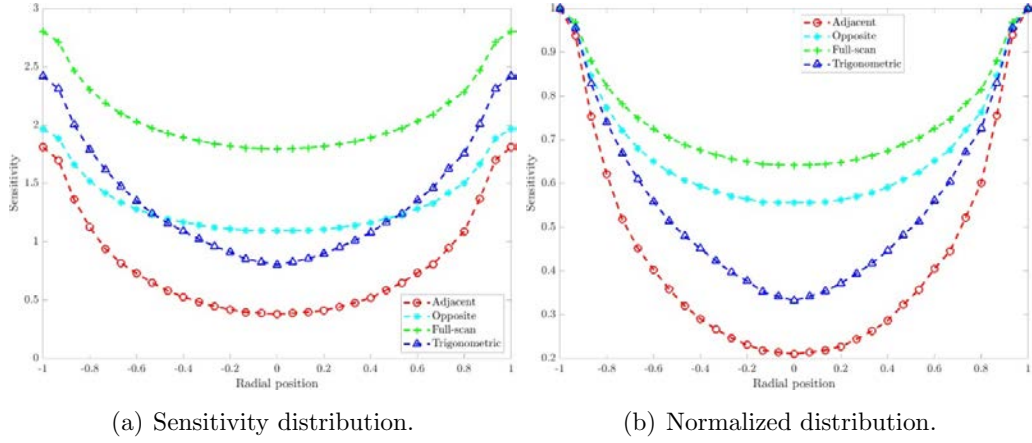 3
2.5
2
1.5
1
0.5
0
Sensitivity
-1 -0.8 -0.6 -0.4 -0.2 0 0.2 0.4 0.6 0.8 1
Radial position
Adjacent
Opposite
Full-scan
Trigonometric
(a) Sensitivity distribution.
1
0.9
0.8
0.7
0.6
0.5
0.4
0.3
0.2
Sensitivity
-1 -0.8 -0.6 -0.4 -0.2 0 0.2 0.4 0.6 0.8 1
Radial position
Adjacent
Opposite
Full-scan
Trigonometric
(b) Normalized distribution.